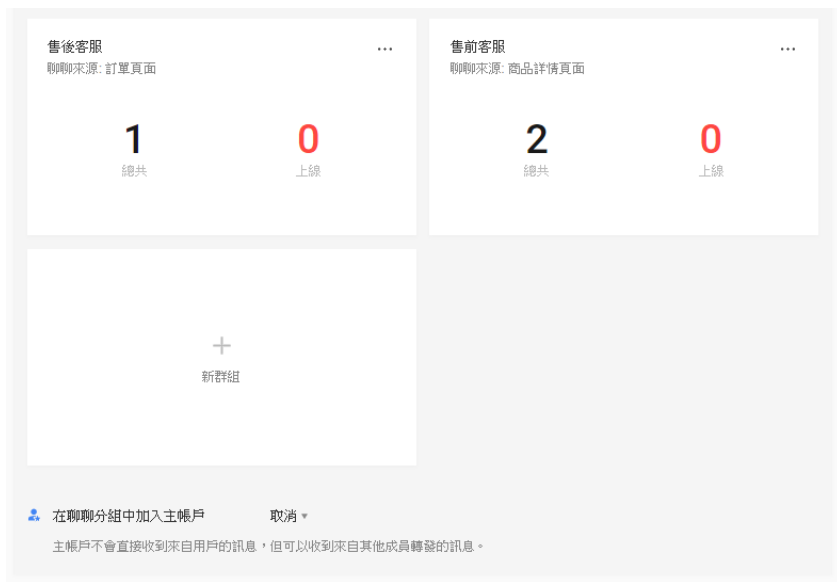 售後客服
聊聊來源: 訂單頁面
1
總共
0
上線
售前客服
聊聊來源: 商品詳情頁面
2
總共
0
上線
新群組
在聊聊分組中加入主帳戶
取消
主帳戶不會直接收到來自用戶的訊息，但可以收到來自其他成員轉發的訊息。